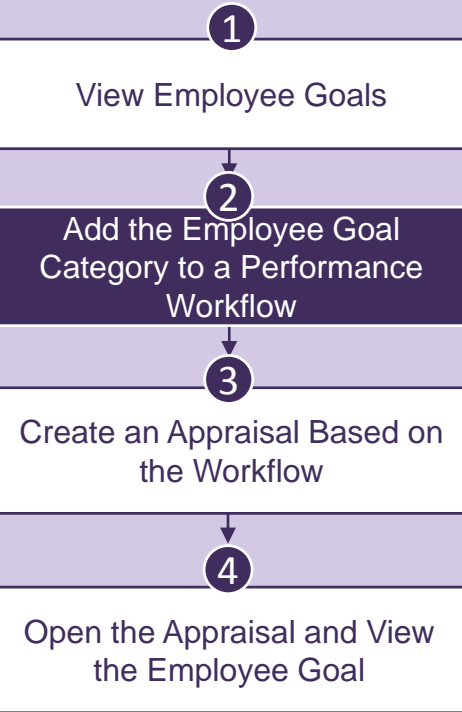 1
View Employee Goals
2
Add the Employee Goal
Category to a Performance
Workflow
3
Create an Appraisal Based on
the Workflow
4
Open the Appraisal and View
the Employee Goal